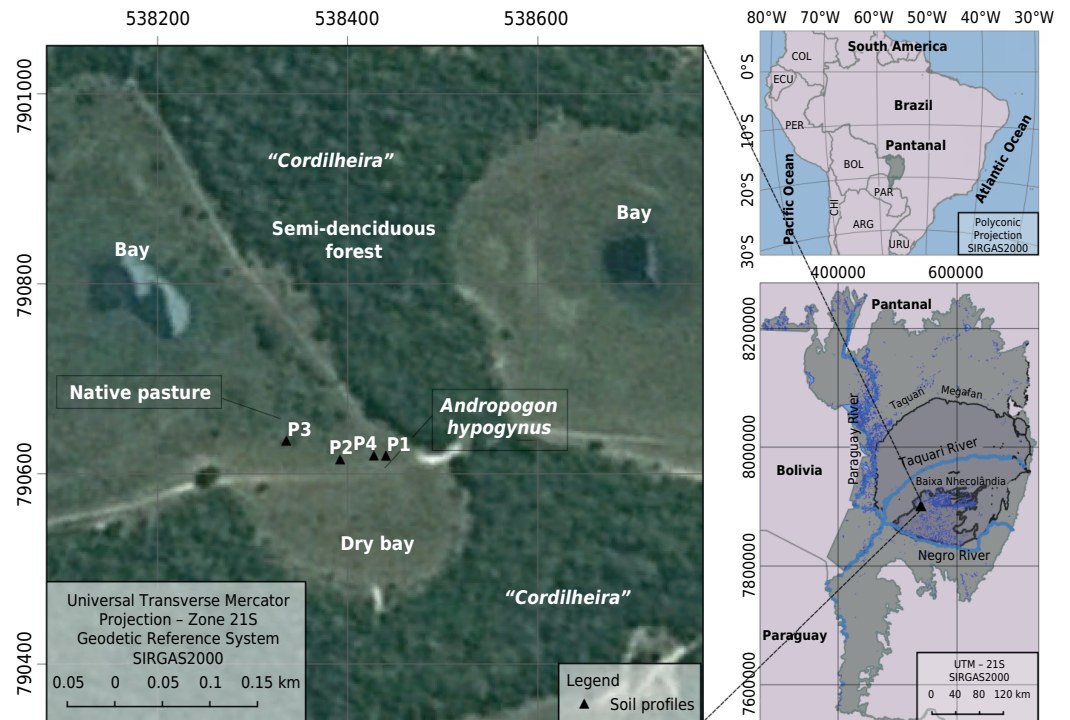 538200 538400 538600
7901000
790800
790600
790400
“Cordilheira”
Semi-denciduous
forest
Bay
Bay
Native pasture
Andropogon
hypogynus
P3
P2
P4
P1
Dry bay
“Cordilheira”
Universal Transverse Mercator
Projection – Zone 21S
Geodetic Reference System
SIRGAS2000
0.05 0 0.05 0.1 0.15 km
Legend
Soil profiles
80°W 70°W 60°W 50°W 40°W 30°W
0°S
10°S
20°S
30°S
South America
COL
ECU
Brazil
PER
Pantanal
BOL
PAR
CHI
ARG
URU
Pacific Ocean
Atlantic Ocean
Polyconic
Projection
SIRGAS2000
4000000 600000
8200000
8000000
7800000
7600000
Pantanal
Taquari Megafan
Paraguay River
Taquari River
Bolivia
Baixa Nhecolândia
Negro River
Paraguay
UTM – 21S
SIRGAS2000
0 40 80 120 km